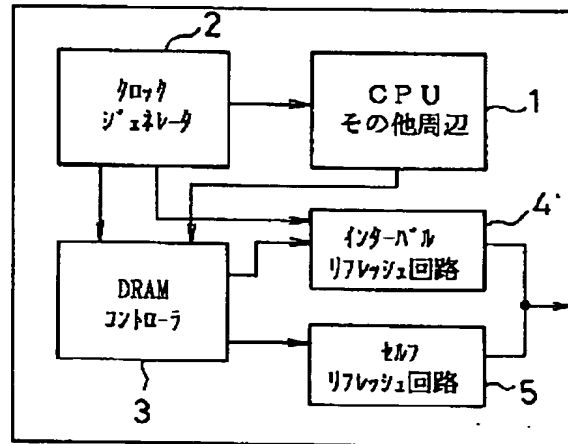 2
ｸﾛｯｸ
ｼﾞｪﾈﾚｰﾀ
ＣＰＵ
その他周辺
1
4
ｲﾝﾀｰﾊﾞﾙ
ﾘﾌﾚｯｼｭ回路
DRAM
ｺﾝﾄﾛｰﾗ
ｾﾙﾌ
ﾘﾌﾚｯｼｭ回路
3
5